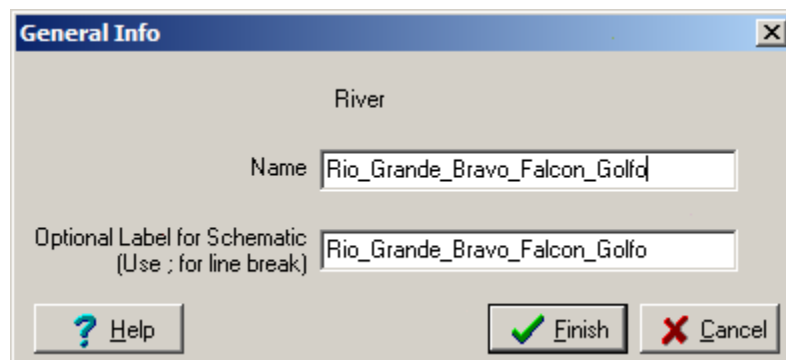 General Info
River
Name Rio_Grande_Bravo_Falcon_Golfo
Optional Label for Schematic
(Use ; for line break) Rio_Grande_Bravo_Falcon_Golfo
? Help
Finish
Cancel